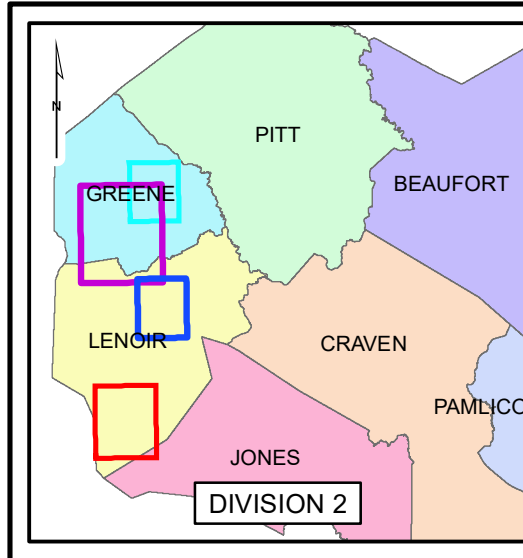 PITT
N
BEAUFORT
GREENE
LENOIR
CRAVEN
PAMLICO
JONES
DIVISION 2